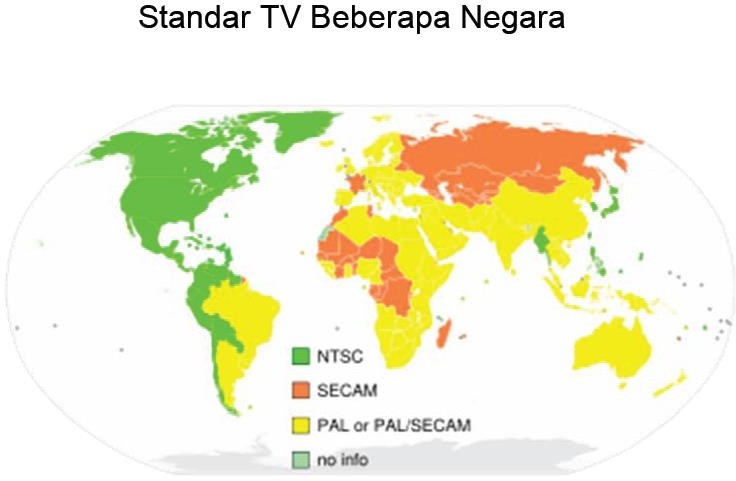 Standar TV Beberapa Negara
NTSC
SECAM
PAL or PAL/SECAM
no info